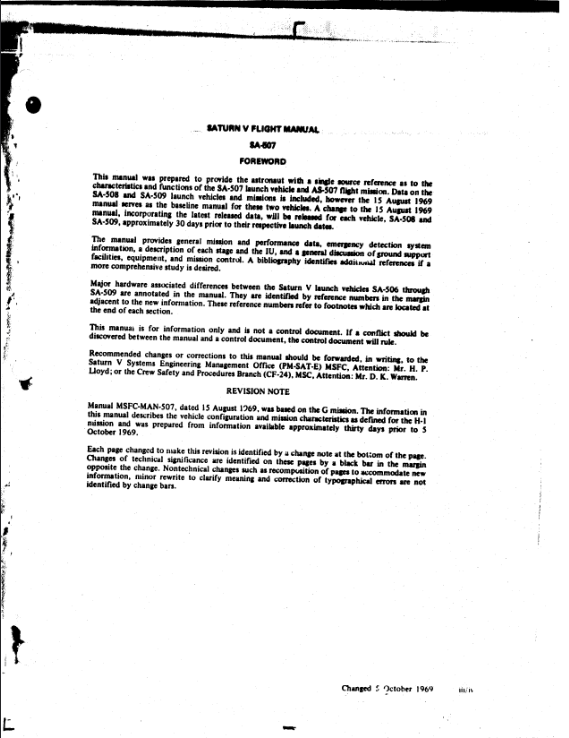 SATURN V FLIGHT MANUAL
SA-507
FOREWORD
This manual was prepared to provide the astronaut with a single source reference as to the
characteristics and functions of the SA-507 launch vehicle and AS-507 flight mission. Data on the
SA-508 and SA-509 launch vehicles and missions is included, however the 15 August 1969
manual serves as the baseline manual for these two vehicles. A change to the 15 August 1969
manual, incorporating the latest released data, will be released for each vehicle, SA-508 and
SA-509, approximately 30 days prior to their respective launch dates.
The manual provides general mission and performance data, emergency detection system
information, a description of each stage and the IU, and a general discussion of ground support
facilities, equipment, and mission control. A bibliography identifies additional references if a
more comprehensive study is desired.
Major hardware associated differences between the Saturn V launch vehicles SA-506 through
SA-509 are annotated in the manual. They are identified by reference numbers in the margin
adjacent to the new information. These reference numbers refer to footnotes which are located at
the end of each section.
This manual is for information only and is not a control document. If a conflict should be
discovered between the manual and a control document, the control document will rule.
Recommended changes or corrections to this manual should be forwarded, in writing, to the
Saturn V Systems Engineering Management Office (PM-SAT-E) MSFC, Attention: Mr. H. P.
Lloyd; or the Crew Safety and Procedures Branch (CF-24), MSC, Attention: Mr. D. K. Warren.
REVISION NOTE
Manual MSFC-MAN-507, dated 15 August 1969, was based on the G mission. The information in
this manual describes the vehicle configuration and mission characteristics as defined for the H-1
mission and was prepared from information available approximately thirty days prior to 5
October 1969.
Each page changed to make this revision is identified by a change note at the bottom of the page.
Changes of technical significance are identified on these pages by a black bar in the margin
opposite the change. Nontechnical changes such as recomposition of pages to accommodate new
information, minor rewrite to clarify meaning and correction of typographical errors are not
identified by change bars.
Changed 5 October 1969